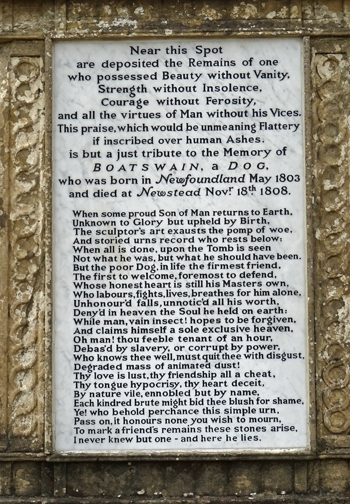 Near this Spot
are deposited the Remains of one
who possessed Beauty without Vanity,
Strength without Insolence,
Courage without Ferosity,
and all the virtues of Man without his Vices.
This praise, which would be unmeaning Flattery
if inscribed over human Ashes.
is but a just tribute to the Memory of
BOATSWAIN, a DOG,
who was born in Newfoundland May 1803
and died at Newstead Novr. 18th 1808.
When some proud Son of Man returns to Earth,
Unknown to Glory but upheld by Birth,
The sculptor's art exausts the pomp of woe,
And storied urns record who rests below:
When all is done, upon the Tomb is seen
Not what he was, but what he should have been.
But the poor Dog, in life the firmest friend,
The first to welcome, foremost to defend,
Whose honest heart is still his Masters own,
Who labours, fights, lives, breathes for him alone,
Unhonour'd falls, unnotic'd all his worth,
Deny'd in heaven the Soul he held on earth:
While man, vain insect! hopes to be forgiven,
And claims himself a sole exclusive heaven,
Oh man! thou feeble tenant of an hour,
Debas'd by slavery, or corrupt by power,
Who knows thee well, must quit thee with disgust,
Degraded mass of animated dust!
Thy love is lust, thy friendship all a cheat,
Thy tongue hypocrisy, thy heart deceit,
By nature vile, ennobled but by name,
Each kindred brute might bid thee blush for shame,
Ye! who behold perchance this simple urn,
Pass on, it honours none you wish to mourn,
To mark a friend's remains these stones arise,
I never knew but one - and here he lies.